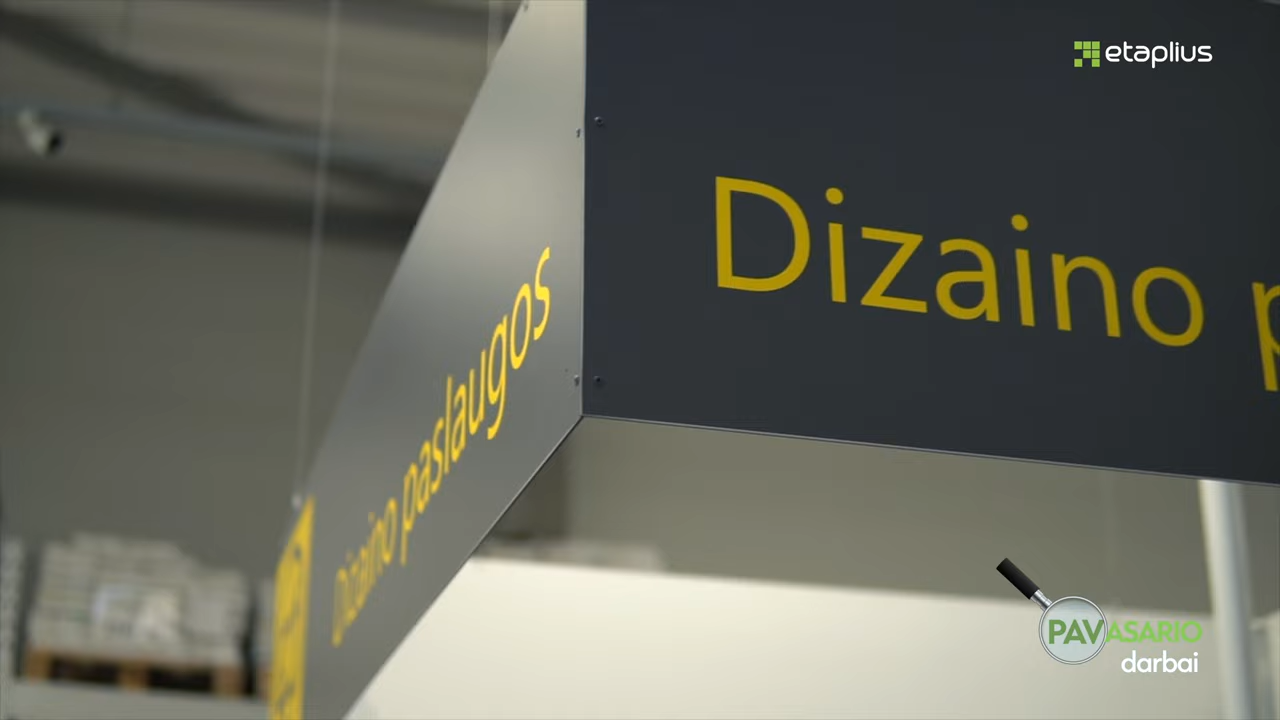 etaplius
Dizaino p
Dizaino paslaugos
PAVASARIO
darbai